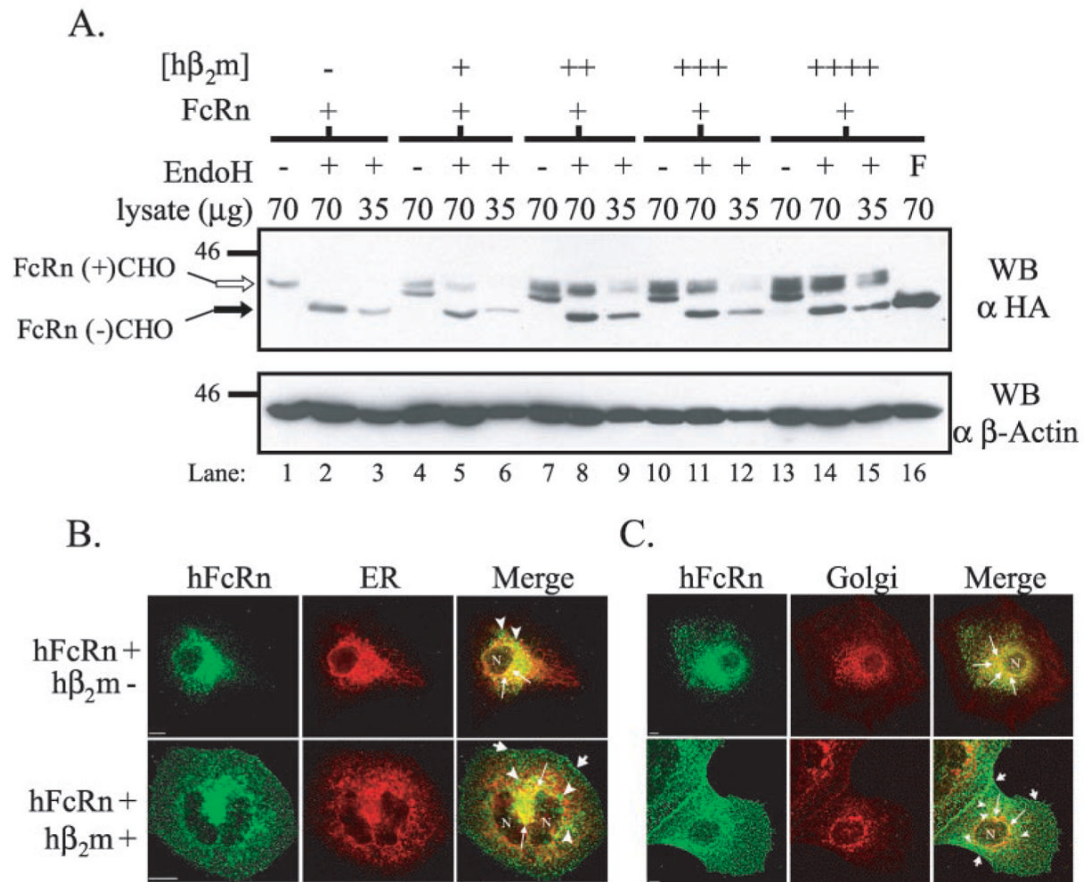 A.
[hβ₂m] - + ++ +++ ++++
FcRn + + + + +
EndoH - + + - + + - + + - + + - + + F
lysate (μg) 70 70 35 70 70 35 70 70 35 70 70 35 70 70 35 70
46
FcRn (+)CHO
FcRn (-)CHO
WB
α HA
46
WB
α β-Actin
Lane: 1 2 3 4 5 6 7 8 9 10 11 12 13 14 15 16
B.
hFcRn ER Merge
hFcRn +
hβ₂m -
N
hFcRn +
hβ₂m +
N N
C.
hFcRn Golgi Merge
N
N